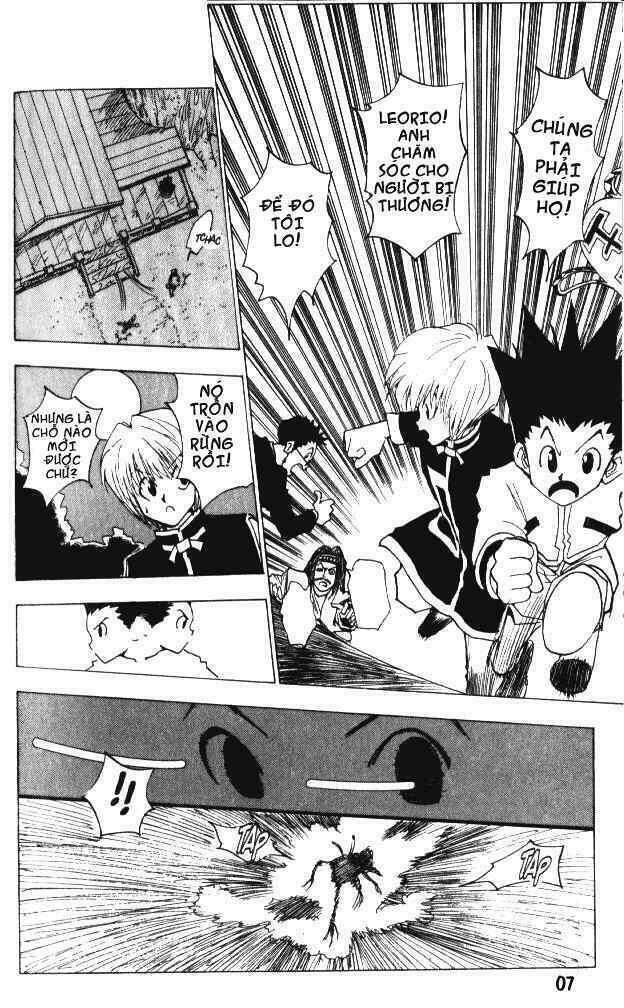 CHÚNG
TA
PHẢI
GIÚP
HỌ!
LEORIO!
ANH
CHĂM
SÓC CHO
NGƯỜI BỊ
THƯƠNG!
ĐỂ ĐÓ
TÔI
LO!
TCHAC
NÓ
TRỐN
VÀO
RỪNG
RỒI!
NHƯNG LÀ
CHỖ NÀO
MỚI
ĐƯỢC
CHỨ?
!!
TAP
TAP
07